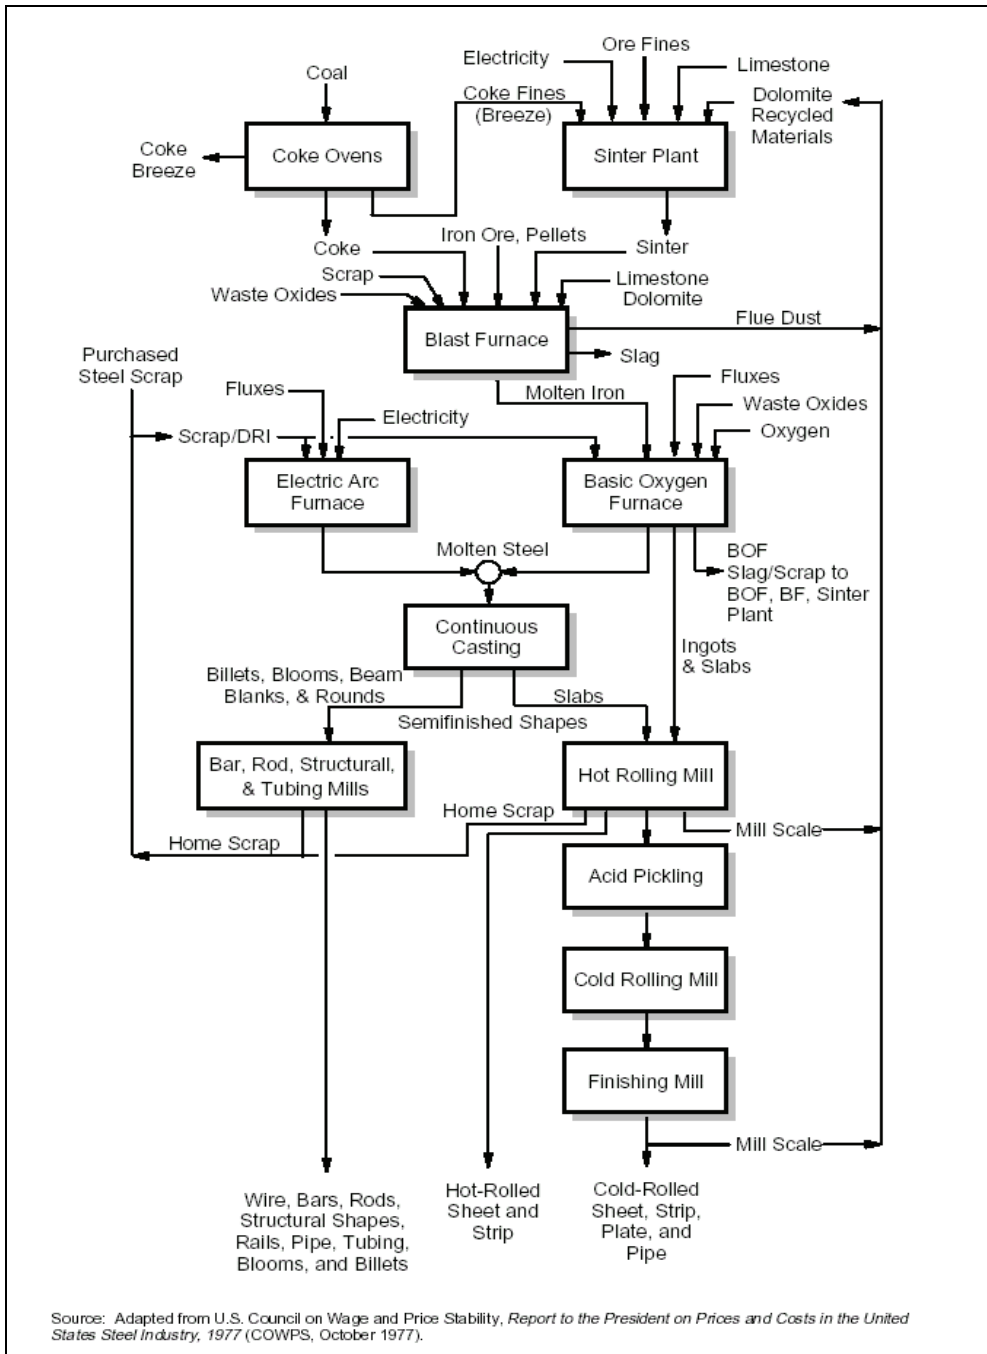 Ore Fines
Electricity
Limestone
Coal
Coke Fines
(Breeze)
Dolomite
Recycled
Materials
Coke
Breeze
Coke Ovens
Sinter Plant
Iron Ore, Pellets
Coke
Sinter
Scrap
Waste Oxides
Limestone
Dolomite
Flue Dust
Blast Furnace
Slag
Purchased
Steel Scrap
Fluxes
Molten Iron
Fluxes
Electricity
Waste Oxides
Scrap/DRI
Oxygen
Electric Arc
Furnace
Basic Oxygen
Furnace
Molten Steel
BOF
Slag/Scrap to
BOF, BF, Sinter
Plant
Continuous
Casting
Ingots
& Slabs
Billets, Blooms, Beam
Blanks, & Rounds
Slabs
Semifinished Shapes
Bar, Rod, Structurall,
& Tubing Mills
Hot Rolling Mill
Home Scrap
Mill Scale
Home Scrap
Acid Pickling
Cold Rolling Mill
Finishing Mill
Mill Scale
Wire, Bars, Rods,
Structural Shapes,
Rails, Pipe, Tubing,
Blooms, and Billets
Hot-Rolled
Sheet and
Strip
Cold-Rolled
Sheet, Strip,
Plate, and
Pipe
Source: Adapted from U.S. Council on Wage and Price Stability, Report to the President on Prices and Costs in the United
States Steel Industry, 1977 (COWPS, October 1977).